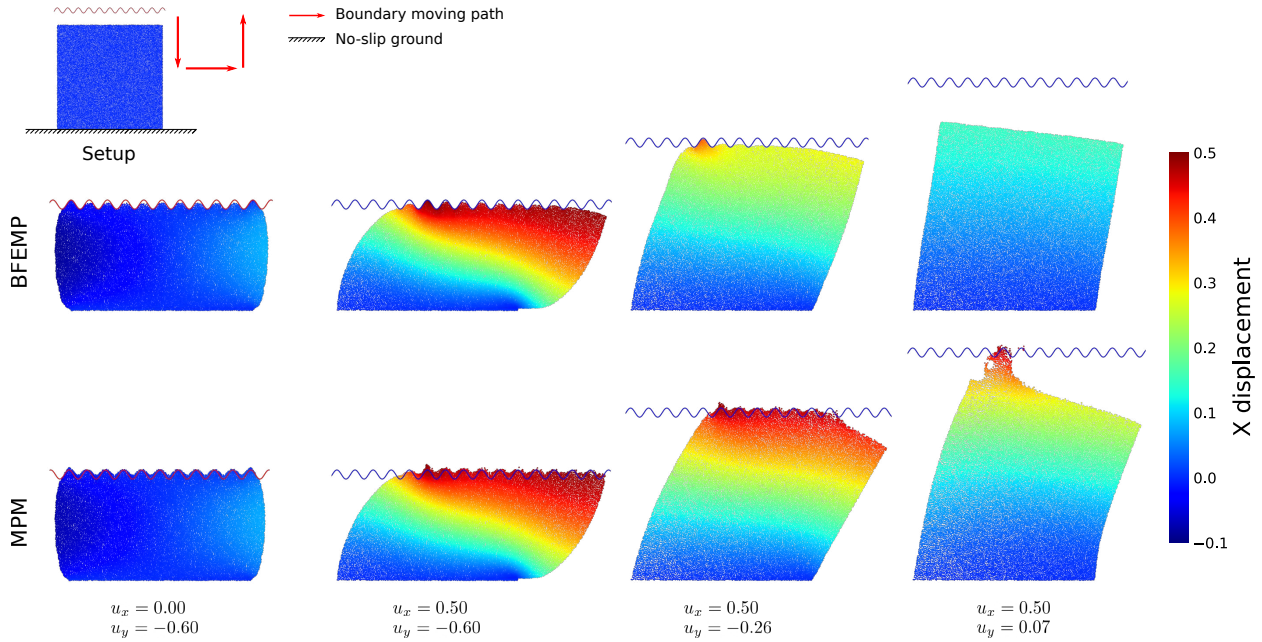 Boundary moving path
No-slip ground
Setup
BFEMP
MPM
0.5
0.4
0.3
0.2
0.1
0.0
−0.1
X displacement
u_x = 0.00
u_y = −0.60
u_x = 0.50
u_y = −0.60
u_x = 0.50
u_y = −0.26
u_x = 0.50
u_y = 0.07